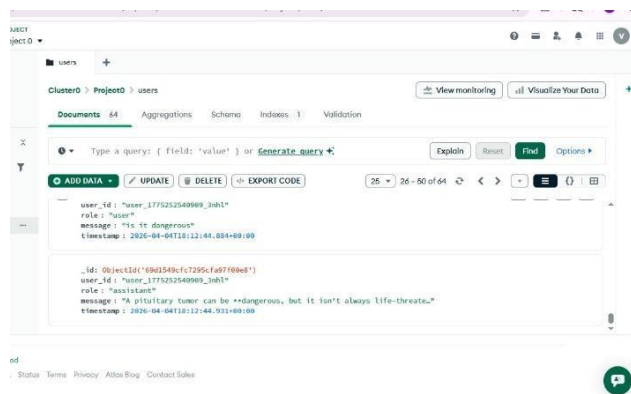 OJECT
oject 0
V
users
Cluster0 > Project0 > users
View monitoring
Visualize Your Data
Documents 64 Aggregations Schema Indexes 1 Validation
Type a query: { field: 'value' } or Generate query
Explain Reset Find Options
ADD DATA UPDATE DELETE EXPORT CODE
25 26 – 50 of 64
user_id : "user_1775252540909_3nhl"
role : "user"
message : "is it dangerous"
timestamp : 2026-04-04T18:12:44.884+00:00
_id: ObjectId('69d1549cfc7295cfa97f00e8')
user_id : "user_1775252540909_3nhl"
role : "assistant"
message : "A pituitary tumor can be **dangerous, but it isn't always life-threate…"
timestamp : 2026-04-04T18:12:44.931+00:00
od
Status Terms Privacy Atlas Blog Contact Sales